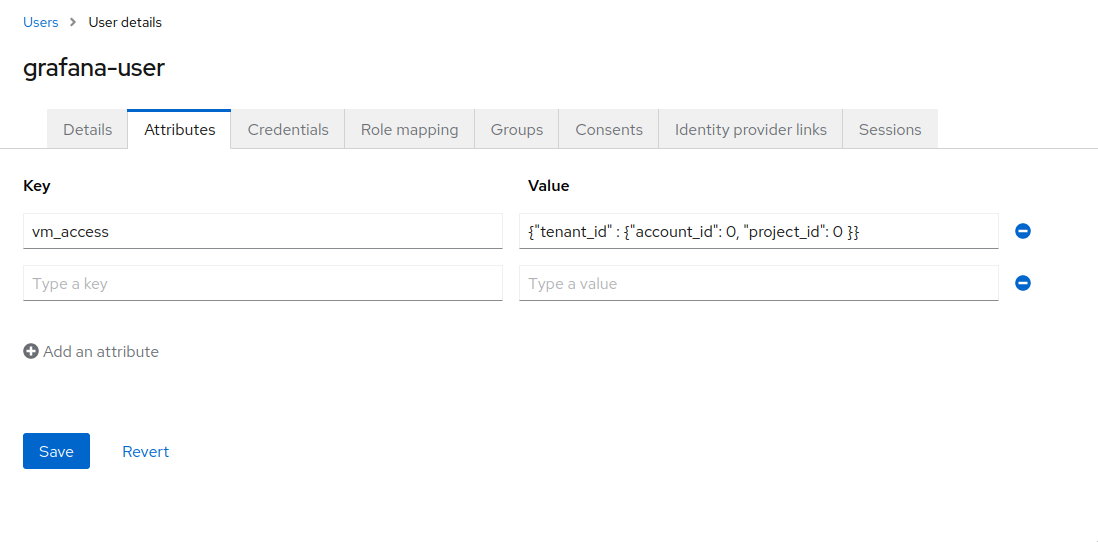 Users > User details
grafana-user
Details Attributes Credentials Role mapping Groups Consents Identity provider links Sessions
Key Value
vm_access {"tenant_id" : {"account_id": 0, "project_id": 0 }}
Type a key Type a value
Add an attribute
Save Revert